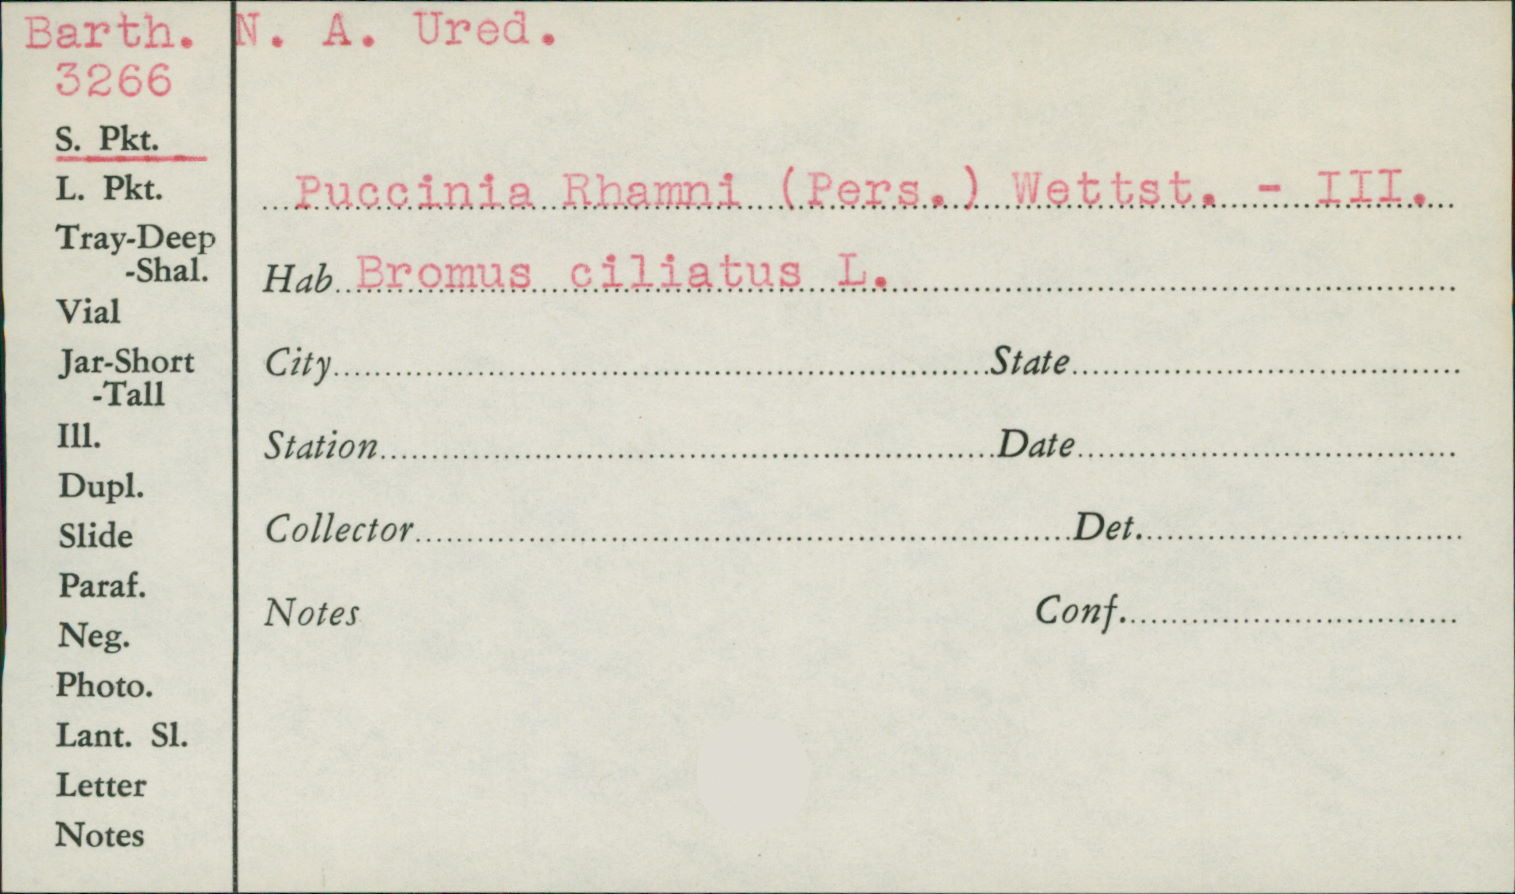 Barth. N. A. Ured.
3266
S. Pkt.
L. Pkt.
Tray-Deep
-Shal.
Vial
Jar-Short
-Tall
Ill.
Dupl.
Slide
Paraf.
Neg.
Photo.
Lant. Sl.
Letter
Notes
Puccinia Rhamni (Pers.) Wettst. - III.
Hab. Bromus ciliatus L.
City State
Station Date
Collector Det.
Notes Conf.